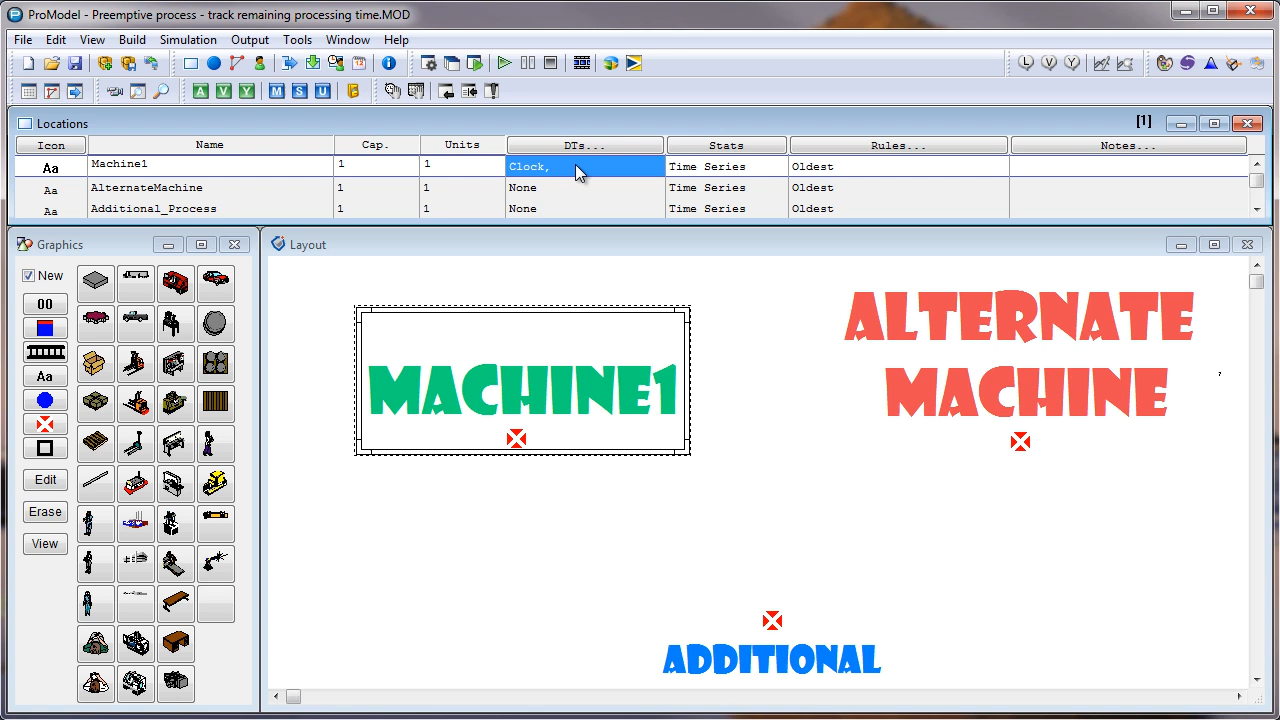 ProModel - Preemptive process - track remaining processing time.MOD
File Edit View Build Simulation Output Tools Window Help
L V Y
A V Y M S U
Locations [1]
Icon Name Cap. Units DTs... Stats Rules... Notes...
Aa Machine1 1 1 Clock, Time Series Oldest
Aa AlternateMachine 1 1 None Time Series Oldest
Aa Additional_Process 1 1 None Time Series Oldest
Graphics
New
00
Aa
Edit
Erase
View
Layout
MACHINE1
ALTERNATE
MACHINE
ADDITIONAL